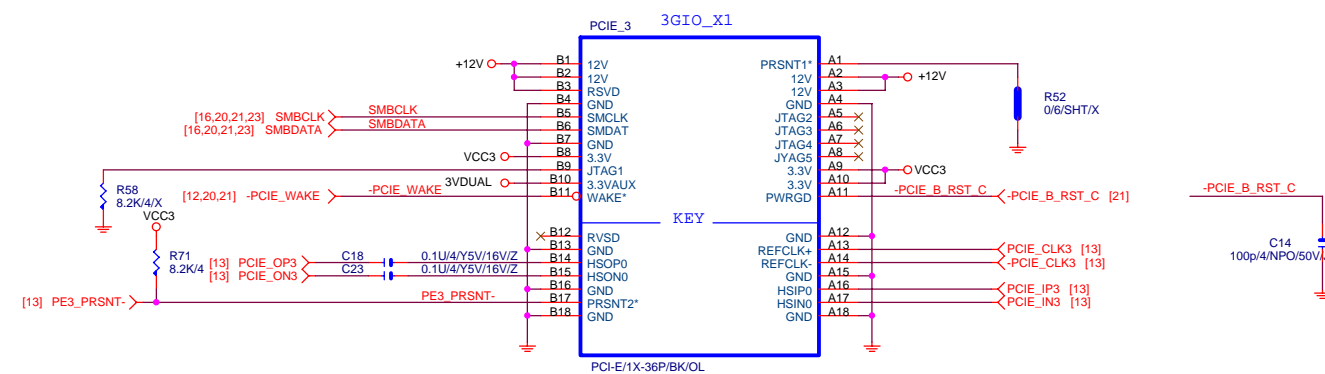 3GIO_X1
PCIE_3
+12V B1 12V PRSNT1* A1
B2 12V 12V A2 +12V
B3 RSVD 12V A3
B4 GND GND A4
[16,20,21,23] SMBCLK SMBCLK B5 SMCLK JTAG2 A5
[16,20,21,23] SMBDATA SMBDATA B6 SMDAT JTAG3 A6
B7 GND JTAG4 A7
VCC3 B8 3.3V JYAG5 A8
B9 JTAG1 3.3V A9 VCC3
3VDUAL B10 3.3VAUX 3.3V A10
[12,20,21] -PCIE_WAKE -PCIE_WAKE B11 WAKE* PWRGD A11 -PCIE_B_RST_C -PCIE_B_RST_C [21]
R52
0/6/SHT/X
-PCIE_B_RST_C
R58
8.2K/4/X
VCC3
KEY
B12 RVSD GND A12
B13 GND REFCLK+ A13 PCIE_CLK3 [13]
[13] PCIE_OP3 C18 0.1U/4/Y5V/16V/Z B14 HSOP0 REFCLK- A14 -PCIE_CLK3 [13]
[13] PCIE_ON3 C23 0.1U/4/Y5V/16V/Z B15 HSON0 GND A15
B16 GND HSIP0 A16 PCIE_IP3 [13]
[13] PE3_PRSNT- PE3_PRSNT- B17 PRSNT2* HSIN0 A17 PCIE_IN3 [13]
B18 GND GND A18
R71
8.2K/4
C14
100p/4/NPO/50V/
PCI-E/1X-36P/BK/OL